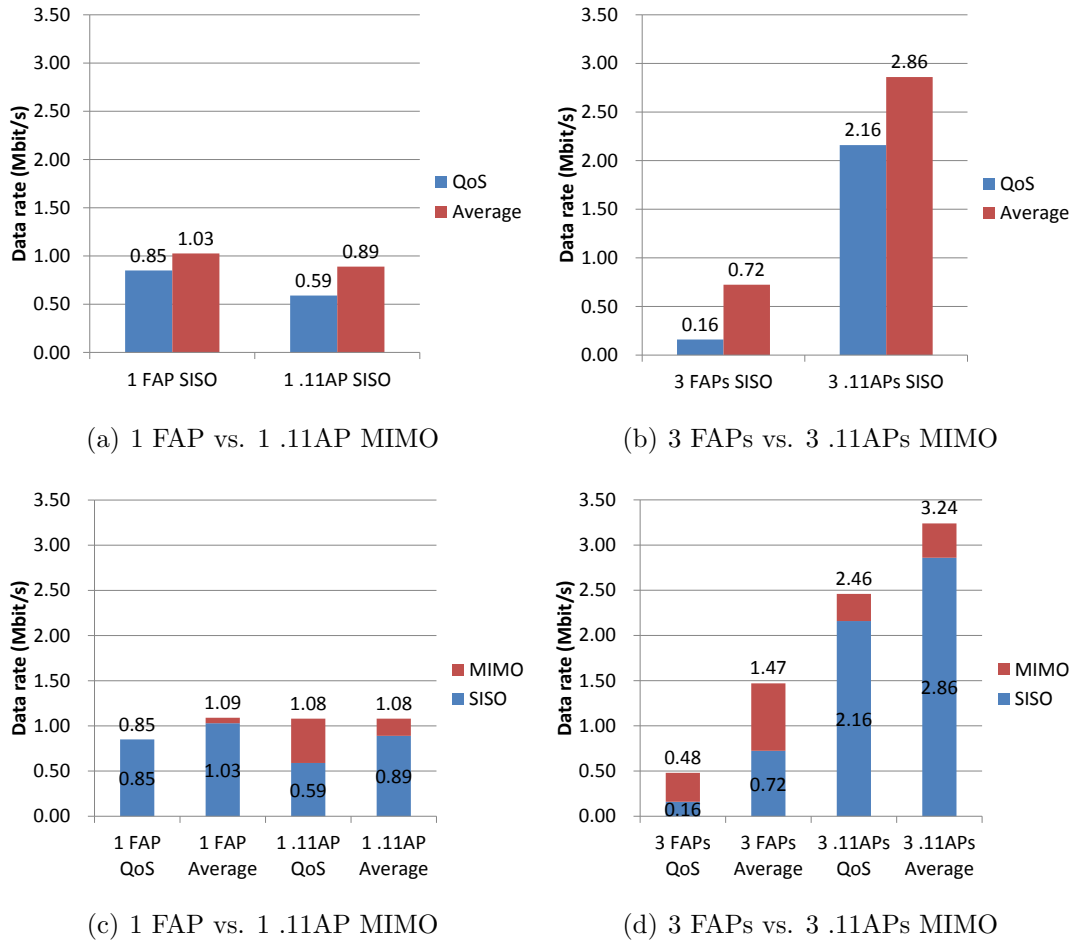 3.50
3.00
2.50
2.00
1.50
1.00
0.50
0.00
Data rate (Mbit/s)
0.85
1.03
0.59
0.89
1 FAP SISO
1 .11AP SISO
QoS
Average
(a) 1 FAP vs. 1 .11AP MIMO
3.50
3.00
2.50
2.00
1.50
1.00
0.50
0.00
Data rate (Mbit/s)
0.16
0.72
2.16
2.86
3 FAPs SISO
3 .11APs SISO
QoS
Average
(b) 3 FAPs vs. 3 .11APs MIMO
3.50
3.00
2.50
2.00
1.50
1.00
0.50
0.00
Data rate (Mbit/s)
0.85
1.09
1.08
1.08
0.85
1.03
0.59
0.89
1 FAP
QoS
1 FAP
Average
1 .11AP
QoS
1 .11AP
Average
MIMO
SISO
(c) 1 FAP vs. 1 .11AP MIMO
3.50
3.00
2.50
2.00
1.50
1.00
0.50
0.00
Data rate (Mbit/s)
0.48
1.47
2.46
3.24
0.16
0.72
2.16
2.86
3 FAPs
QoS
3 FAPs
Average
3 .11APs
QoS
3 .11APs
Average
MIMO
SISO
(d) 3 FAPs vs. 3 .11APs MIMO